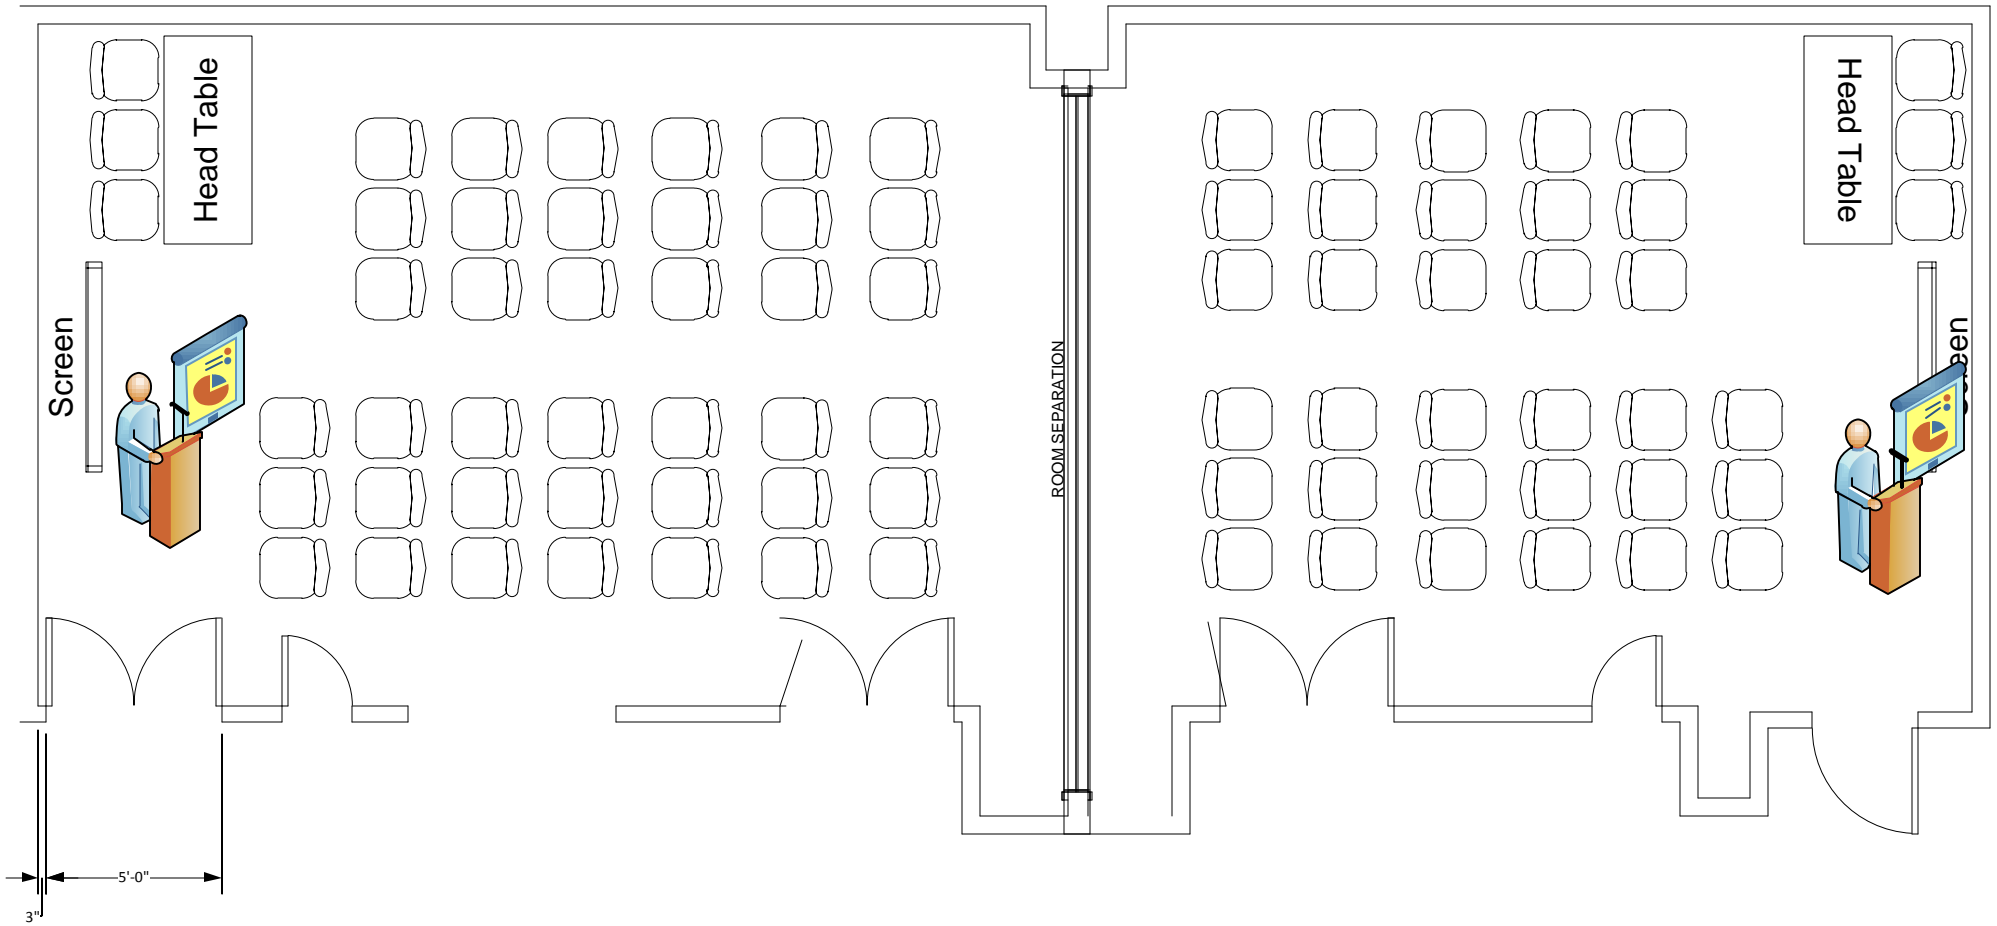 Head Table
Head Table
Screen
ROOM SEPARATION
5'-0"
3"